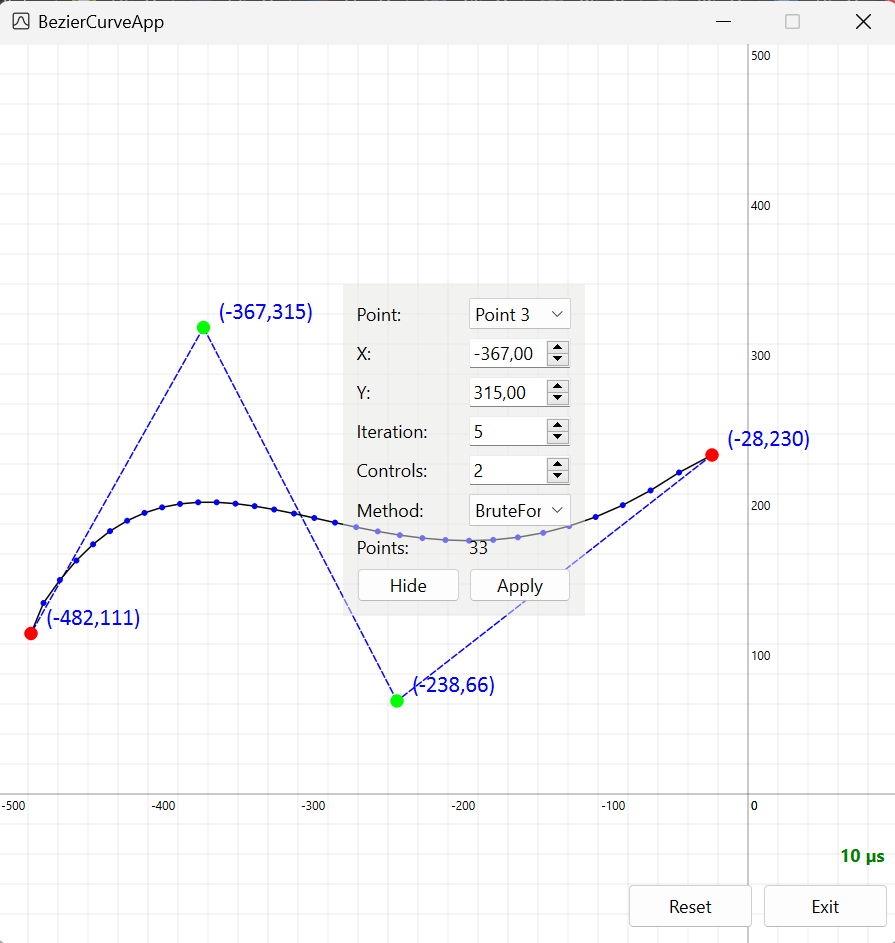 BezierCurveApp
500
400
(-367,315)
Point: Point 3
X: -367,00
300
Y: 315,00
Iteration: 5
(-28,230)
Controls: 2
200
Method: BruteFor
Points: 33
Hide Apply
(-482,111)
100
(-238,66)
-500 -400 -300 -200 -100 0
10 µs
Reset Exit